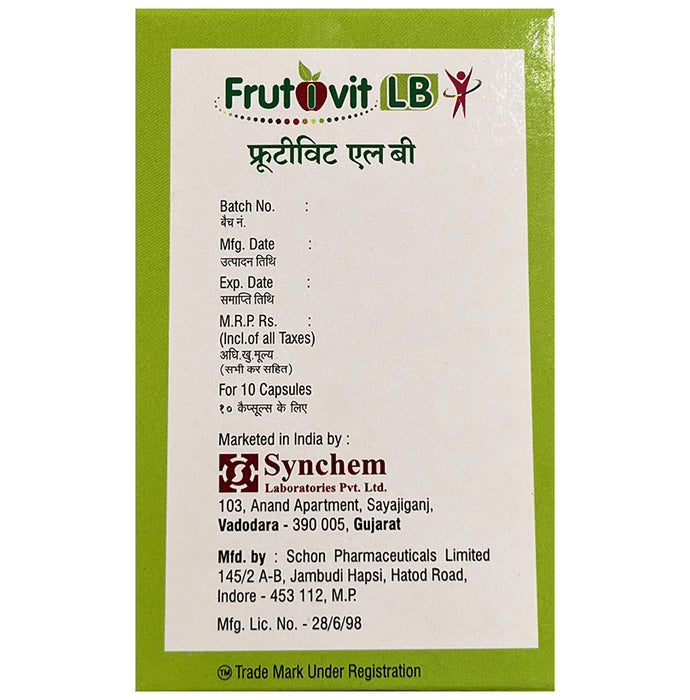 Frutivit LB
फ्रूटीविट एल बी
Batch No. :
बैच नं.
Mfg. Date :
उत्पादन तिथि
Exp. Date :
समाप्ति तिथि
M.R.P. Rs. :
(Incl.of all Taxes)
अधि.खु.मूल्य
(सभी कर सहित)
For 10 Capsules
१० कैप्सूल्स के लिए
Marketed in India by :
Synchem
Laboratories Pvt. Ltd.
103, Anand Apartment, Sayajiganj,
Vadodara - 390 005, Gujarat
Mfd. by : Schon Pharmaceuticals Limited
145/2 A-B, Jambudi Hapsi, Hatod Road,
Indore - 453 112, M.P.
Mfg. Lic. No. - 28/6/98
TM Trade Mark Under Registration